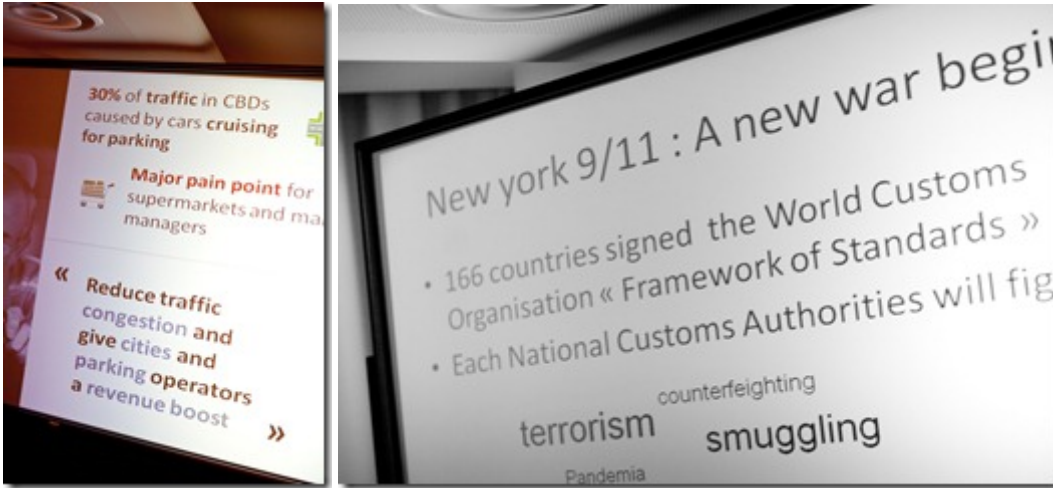 30% of traffic in CBDs
caused by cars cruising
for parking
Major pain point for
supermarkets and
managers
«
Reduce traffic
congestion and
give cities and
parking operators
a revenue boost
»
New york 9/11 : A new war
• 166 countries signed the World Customs
Organisation « Framework of Standards »
• Each National Customs Authorities will
counterfeighting
terrorism
smuggling
Pandemia